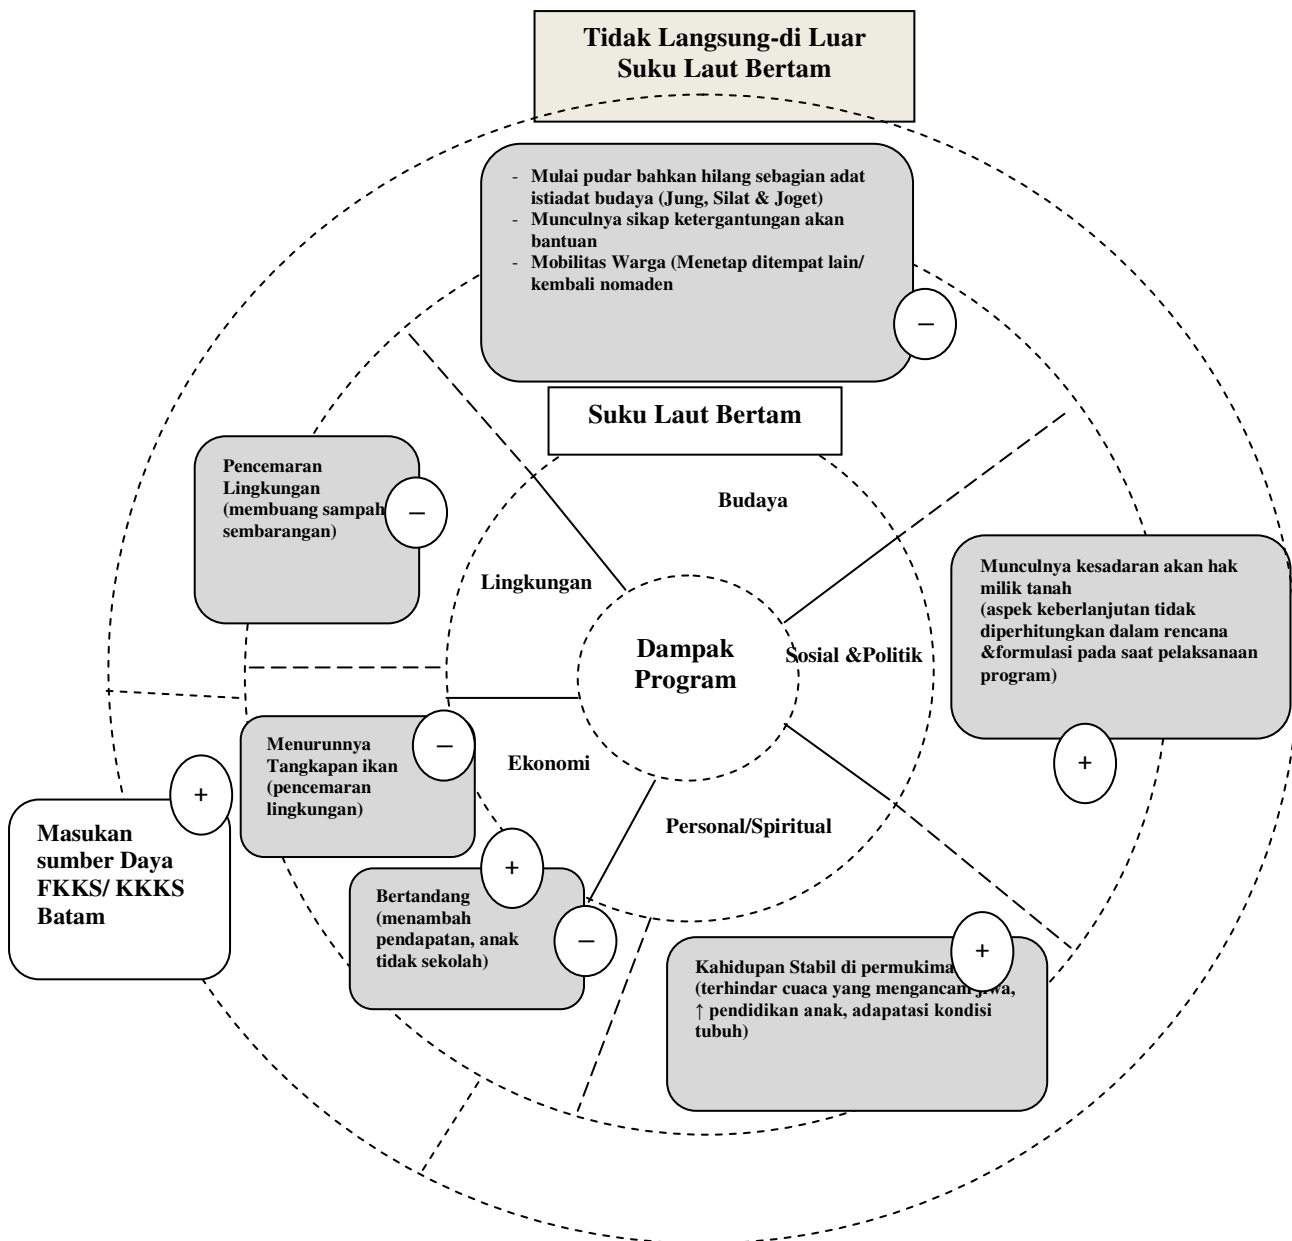 Tidak Langsung-di Luar
Suku Laut Bertam
- Mulai pudar bahkan hilang sebagian adat
istiadat budaya (Jung, Silat & Joget)
- Munculnya sikap ketergantungan akan
bantuan
- Mobilitas Warga (Menetap ditempat lain/
kembali nomaden
–
Suku Laut Bertam
Budaya
Pencemaran
Lingkungan
(membuang sampah
sembarangan)
–
Lingkungan
Munculnya kesadaran akan hak
milik tanah
(aspek keberlanjutan tidak
diperhitungkan dalam rencana
&formulasi pada saat pelaksanaan
program)
+
Dampak
Program
Sosial &Politik
Menurunnya
Tangkapan ikan
(pencemaran
lingkungan)
–
Ekonomi
Personal/Spiritual
+
Masukan
sumber Daya
FKKS/ KKKS
Batam
Bertandang
(menambah
pendapatan, anak
tidak sekolah)
+
–
Kahidupan Stabil di permukima
(terhindar cuaca yang mengancam jiwa,
↑ pendidikan anak, adapatasi kondisi
tubuh)
+